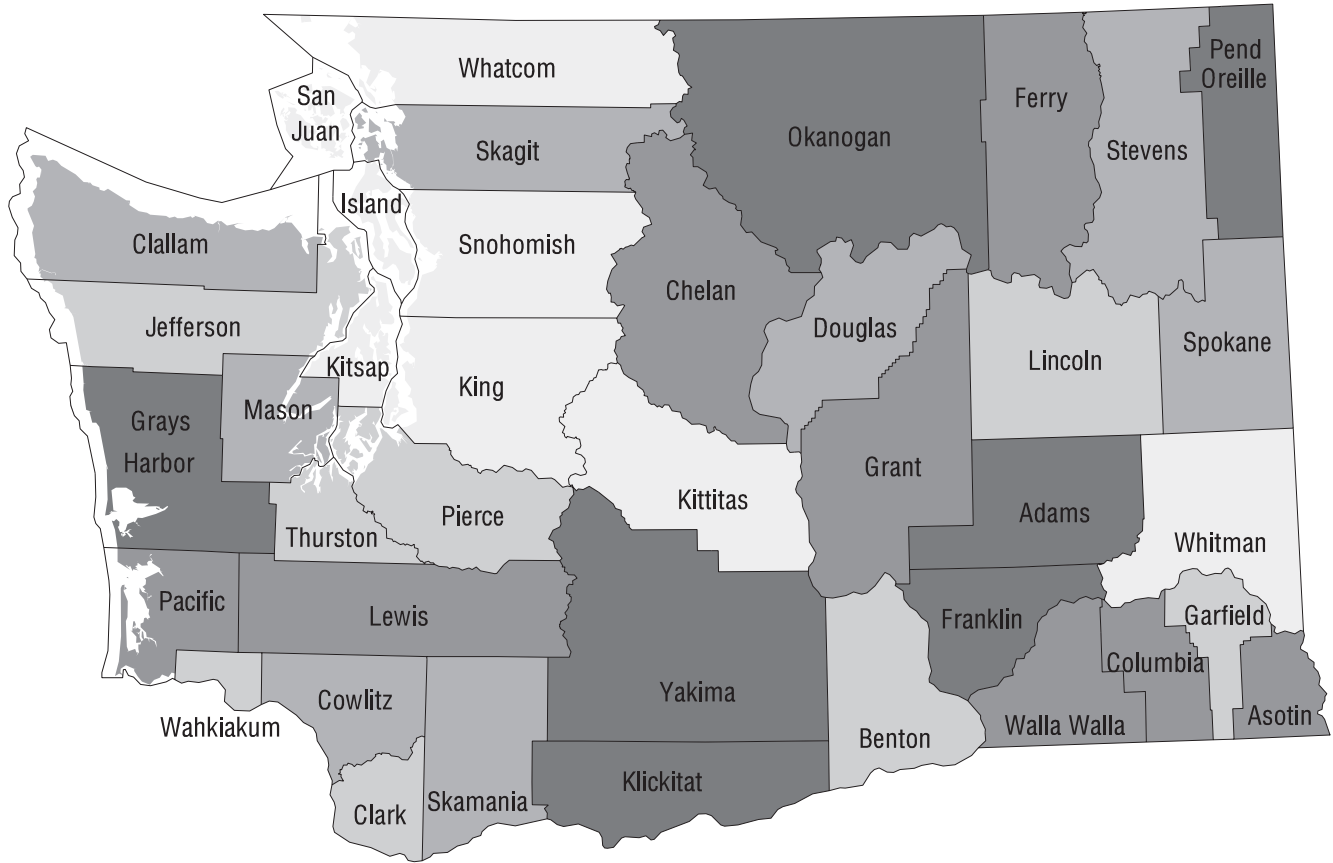 Whatcom
San
Juan
Skagit
Okanogan
Ferry
Stevens
Pend
Oreille
Island
Clallam
Snohomish
Chelan
Jefferson
Douglas
Kitsap
King
Lincoln
Spokane
Mason
Grays
Harbor
Grant
Kittitas
Adams
Pierce
Thurston
Whitman
Pacific
Lewis
Franklin
Garfield
Columbia
Cowlitz
Yakima
Wahkiakum
Benton
Walla Walla
Asotin
Klickitat
Skamania
Clark